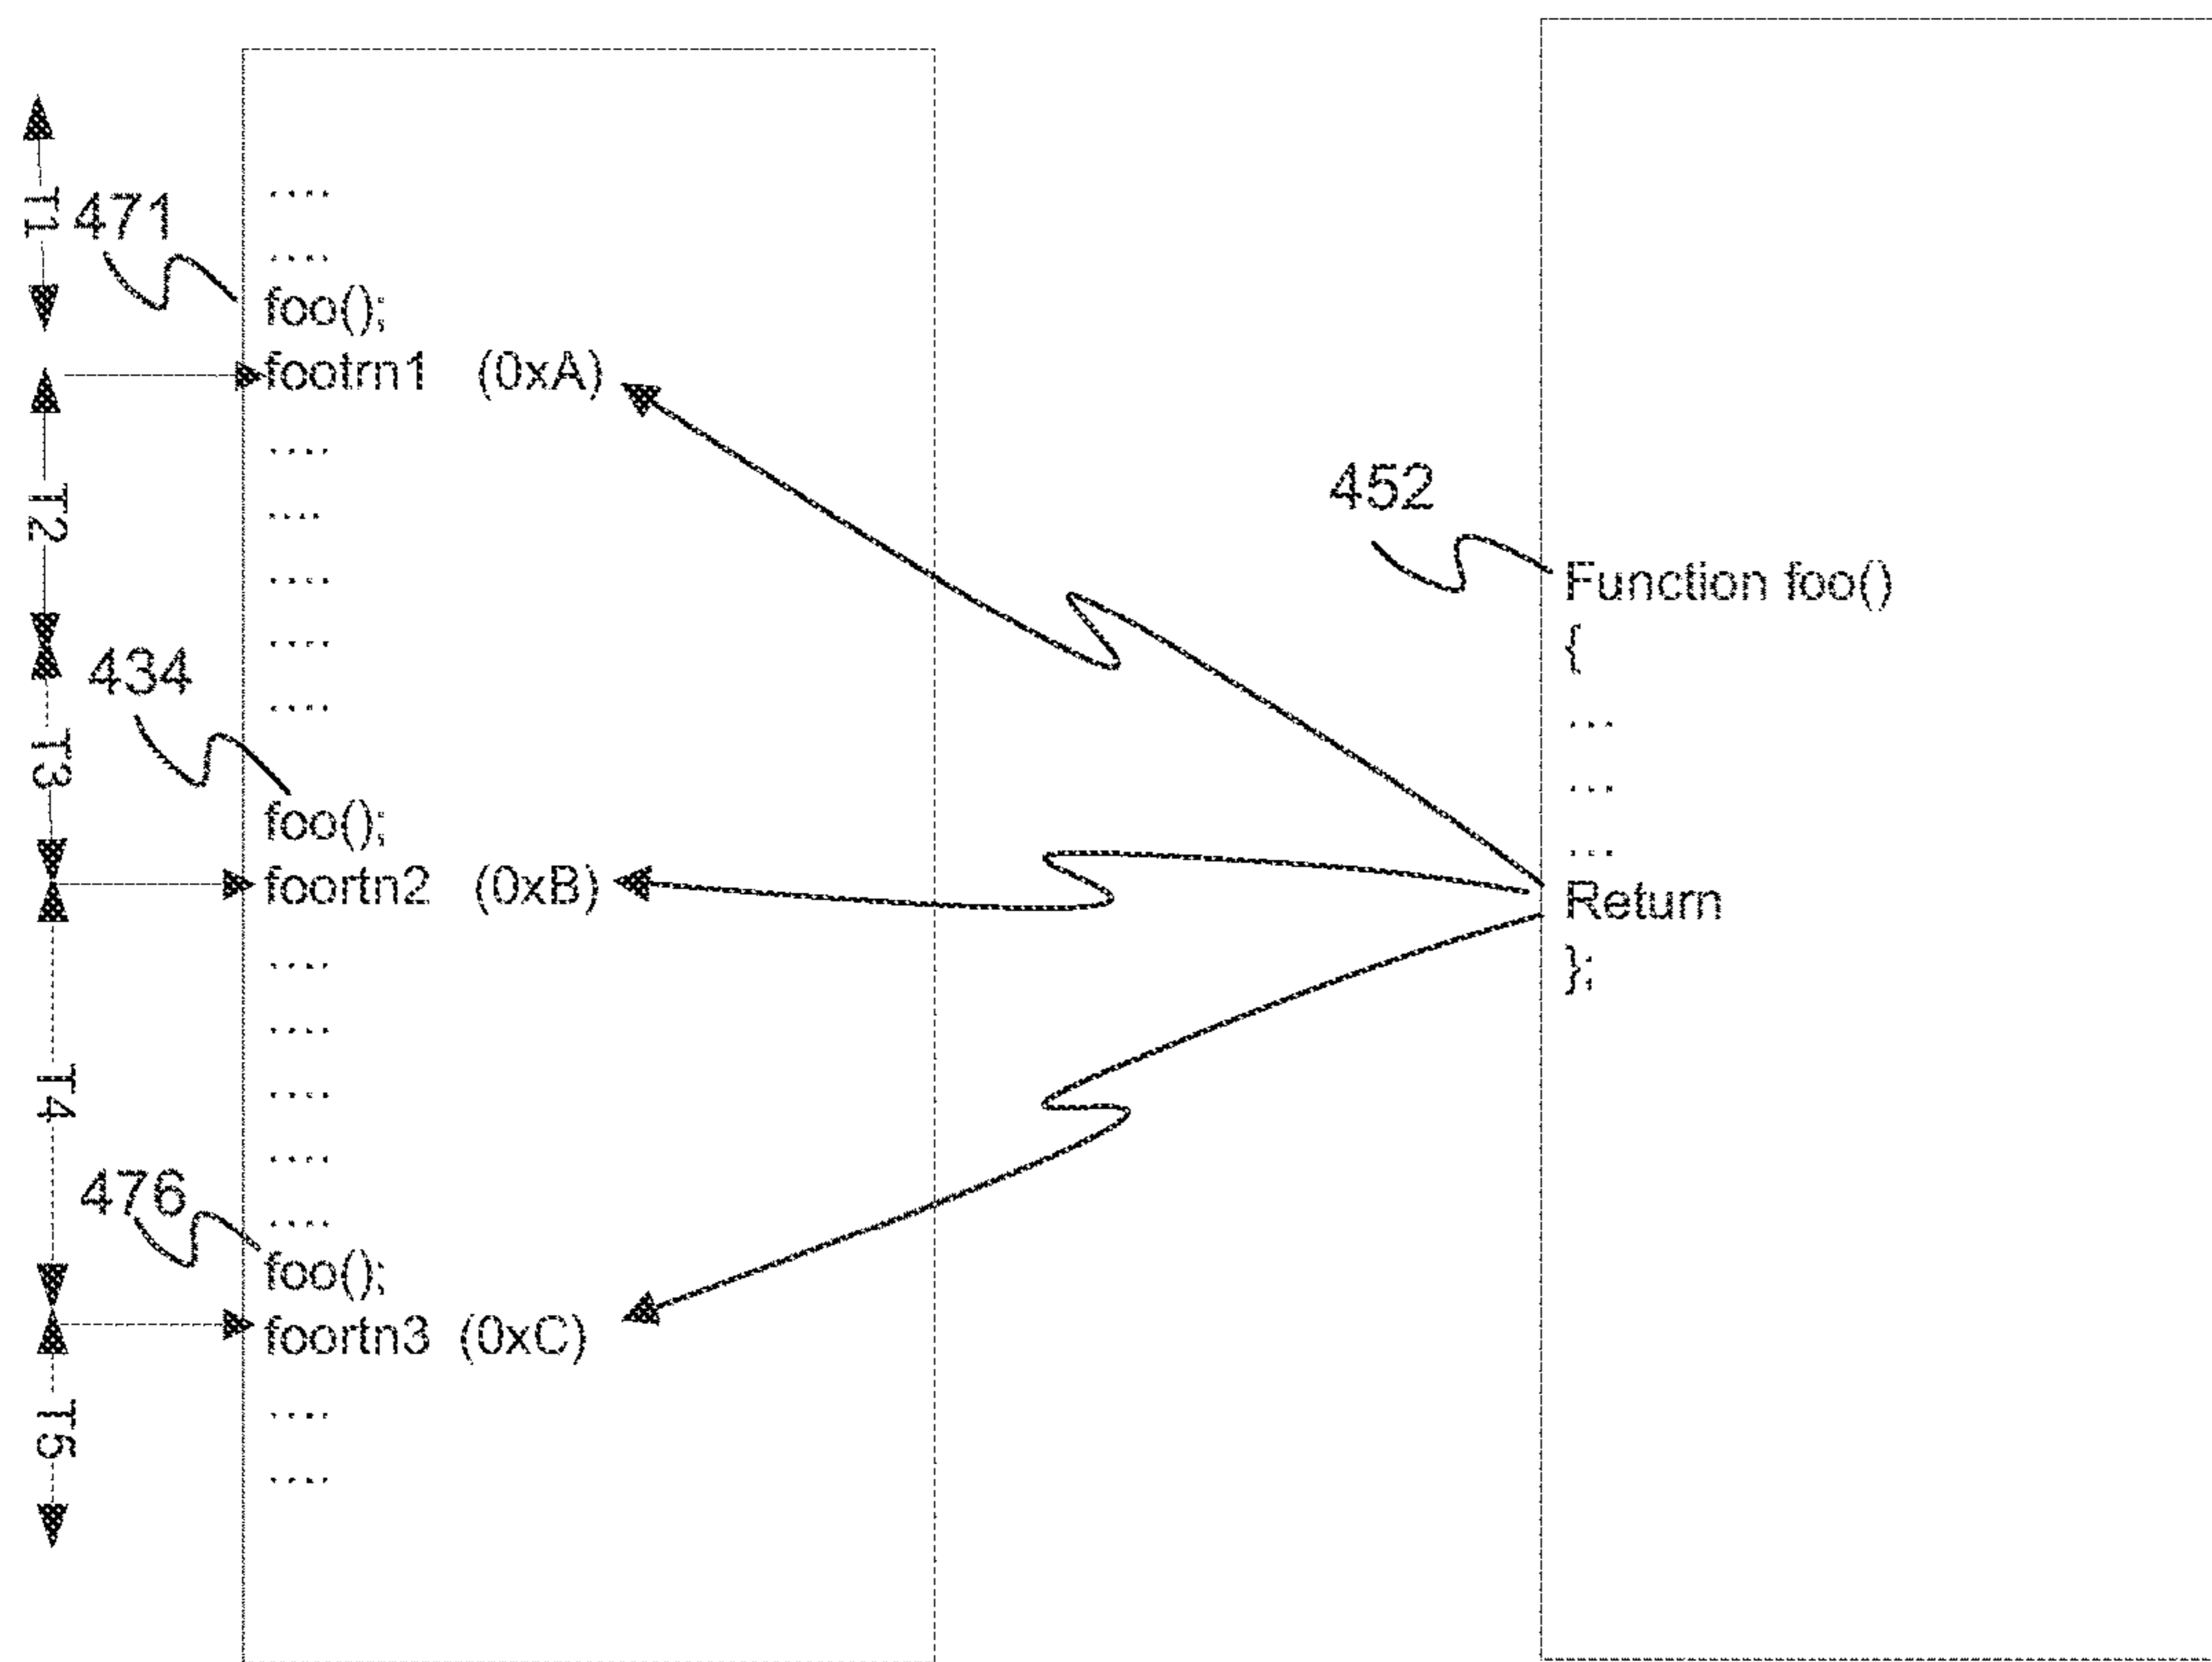 T1
471
....
....
foo();
footrn1 (0xA)
....
....
....
....
....
T2
434
T3
foo();
foortn2 (0xB)
....
....
....
....
....
T4
476
foo();
foortn3 (0xC)
....
....
T5
452
Function foo()
{
...
...
...
Return
};